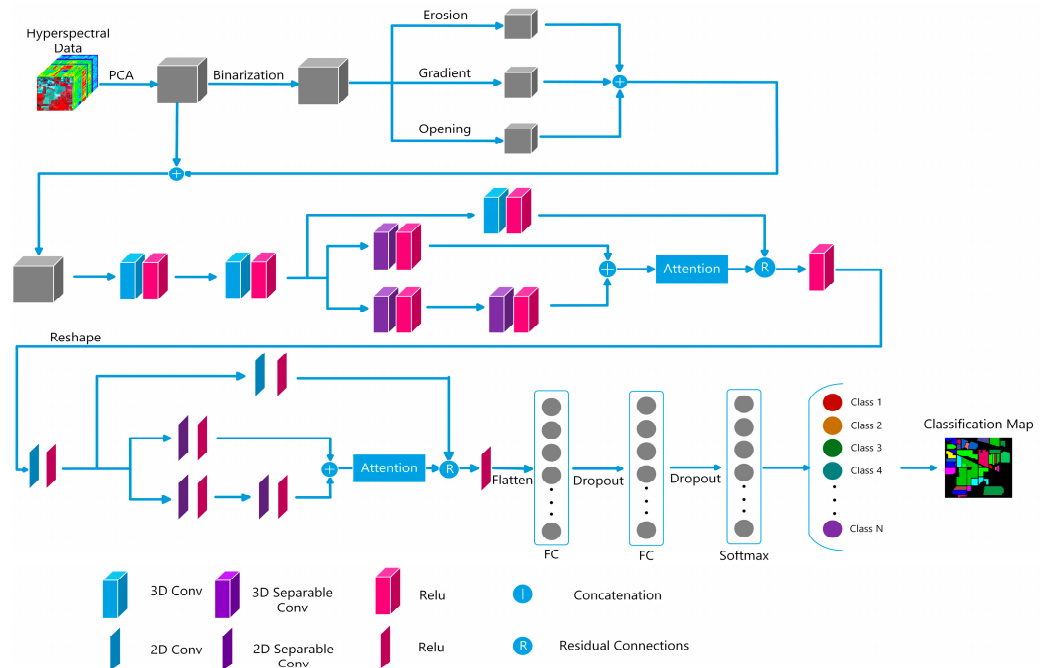 Erosion
Hyperspectral
Data
PCA
Binarization
Gradient
Opening
Attention
R
Reshape
Attention
R
Flatten
Dropout
Dropout
FC
FC
Softmax
Class 1
Class 2
Class 3
Class 4
Class N
Classification Map
3D Conv
3D Separable
Conv
Relu
Concatenation
2D Conv
2D Separable
Conv
Relu
R
Residual Connections